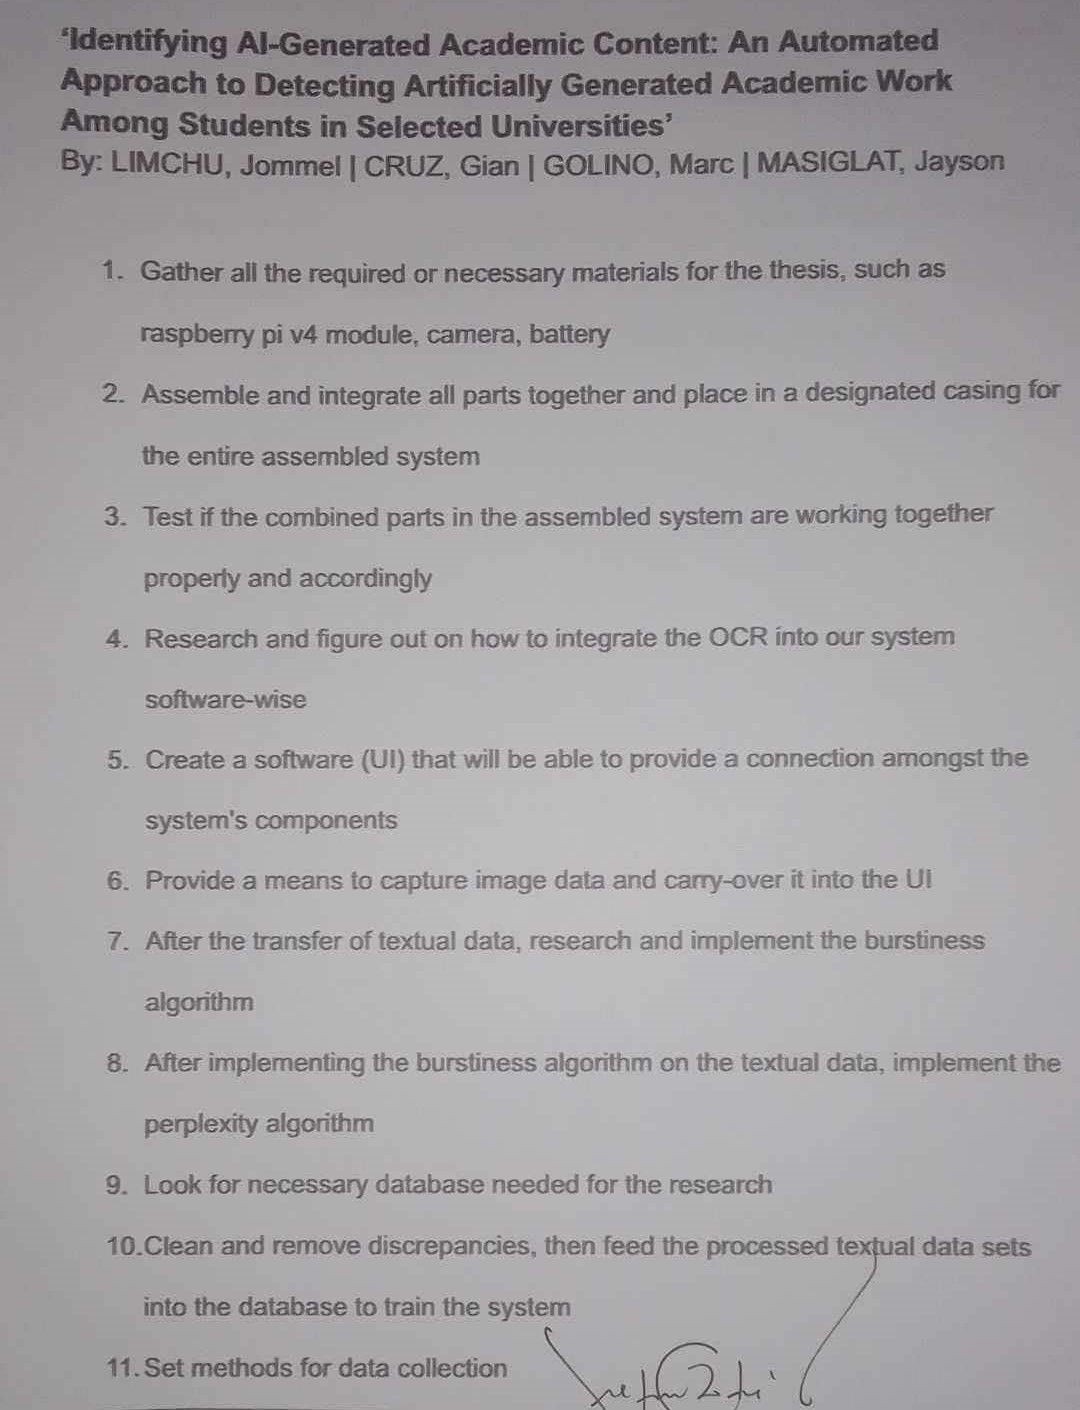 ‘Identifying AI-Generated Academic Content: An Automated
Approach to Detecting Artificially Generated Academic Work
Among Students in Selected Universities’
By: LIMCHU, Jommel | CRUZ, Gian | GOLINO, Marc | MASIGLAT, Jayson
1. Gather all the required or necessary materials for the thesis, such as
raspberry pi v4 module, camera, battery
2. Assemble and integrate all parts together and place in a designated casing for
the entire assembled system
3. Test if the combined parts in the assembled system are working together
properly and accordingly
4. Research and figure out on how to integrate the OCR into our system
software-wise
5. Create a software (UI) that will be able to provide a connection amongst the
system's components
6. Provide a means to capture image data and carry-over it into the UI
7. After the transfer of textual data, research and implement the burstiness
algorithm
8. After implementing the burstiness algorithm on the textual data, implement the
perplexity algorithm
9. Look for necessary database needed for the research
10. Clean and remove discrepancies, then feed the processed textual data sets
into the database to train the system
11. Set methods for data collection